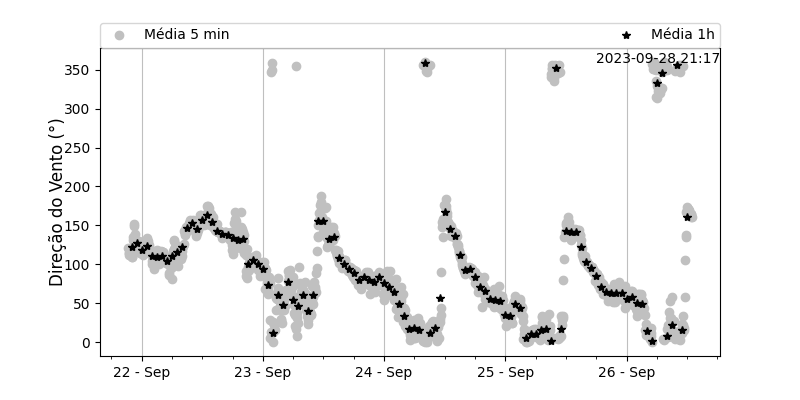 Média 5 min
Média 1h
2023-09-28 21:17
Direção do Vento (°)
350
300
250
200
150
100
50
0
22 - Sep
23 - Sep
24 - Sep
25 - Sep
26 - Sep